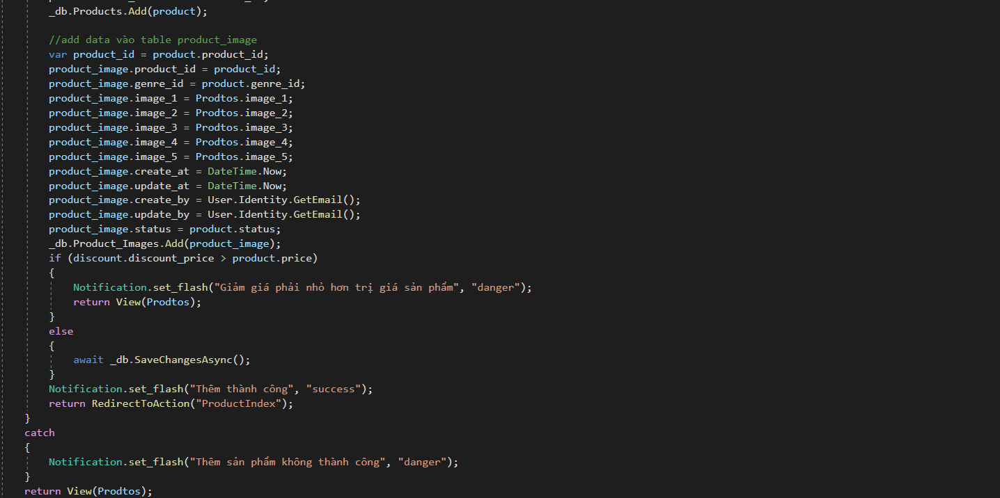 _db.Products.Add(product);
//add data vào table product_image
var product_id = product.product_id;
product_image.product_id = product_id;
product_image.genre_id = product.genre_id;
product_image.image_1 = Prodtos.image_1;
product_image.image_2 = Prodtos.image_2;
product_image.image_3 = Prodtos.image_3;
product_image.image_4 = Prodtos.image_4;
product_image.image_5 = Prodtos.image_5;
product_image.create_at = DateTime.Now;
product_image.update_at = DateTime.Now;
product_image.create_by = User.Identity.GetEmail();
product_image.update_by = User.Identity.GetEmail();
product_image.status = product.status;
_db.Product_Images.Add(product_image);
if (discount.discount_price > product.price)
{
Notification.set_flash("Giảm giá phải nhỏ hơn trị giá sản phẩm", "danger");
return View(Prodtos);
}
else
{
await _db.SaveChangesAsync();
}
Notification.set_flash("Thêm thành công", "success");
return RedirectToAction("ProductIndex");
}
catch
{
Notification.set_flash("Thêm sản phẩm không thành công", "danger");
}
return View(Prodtos);